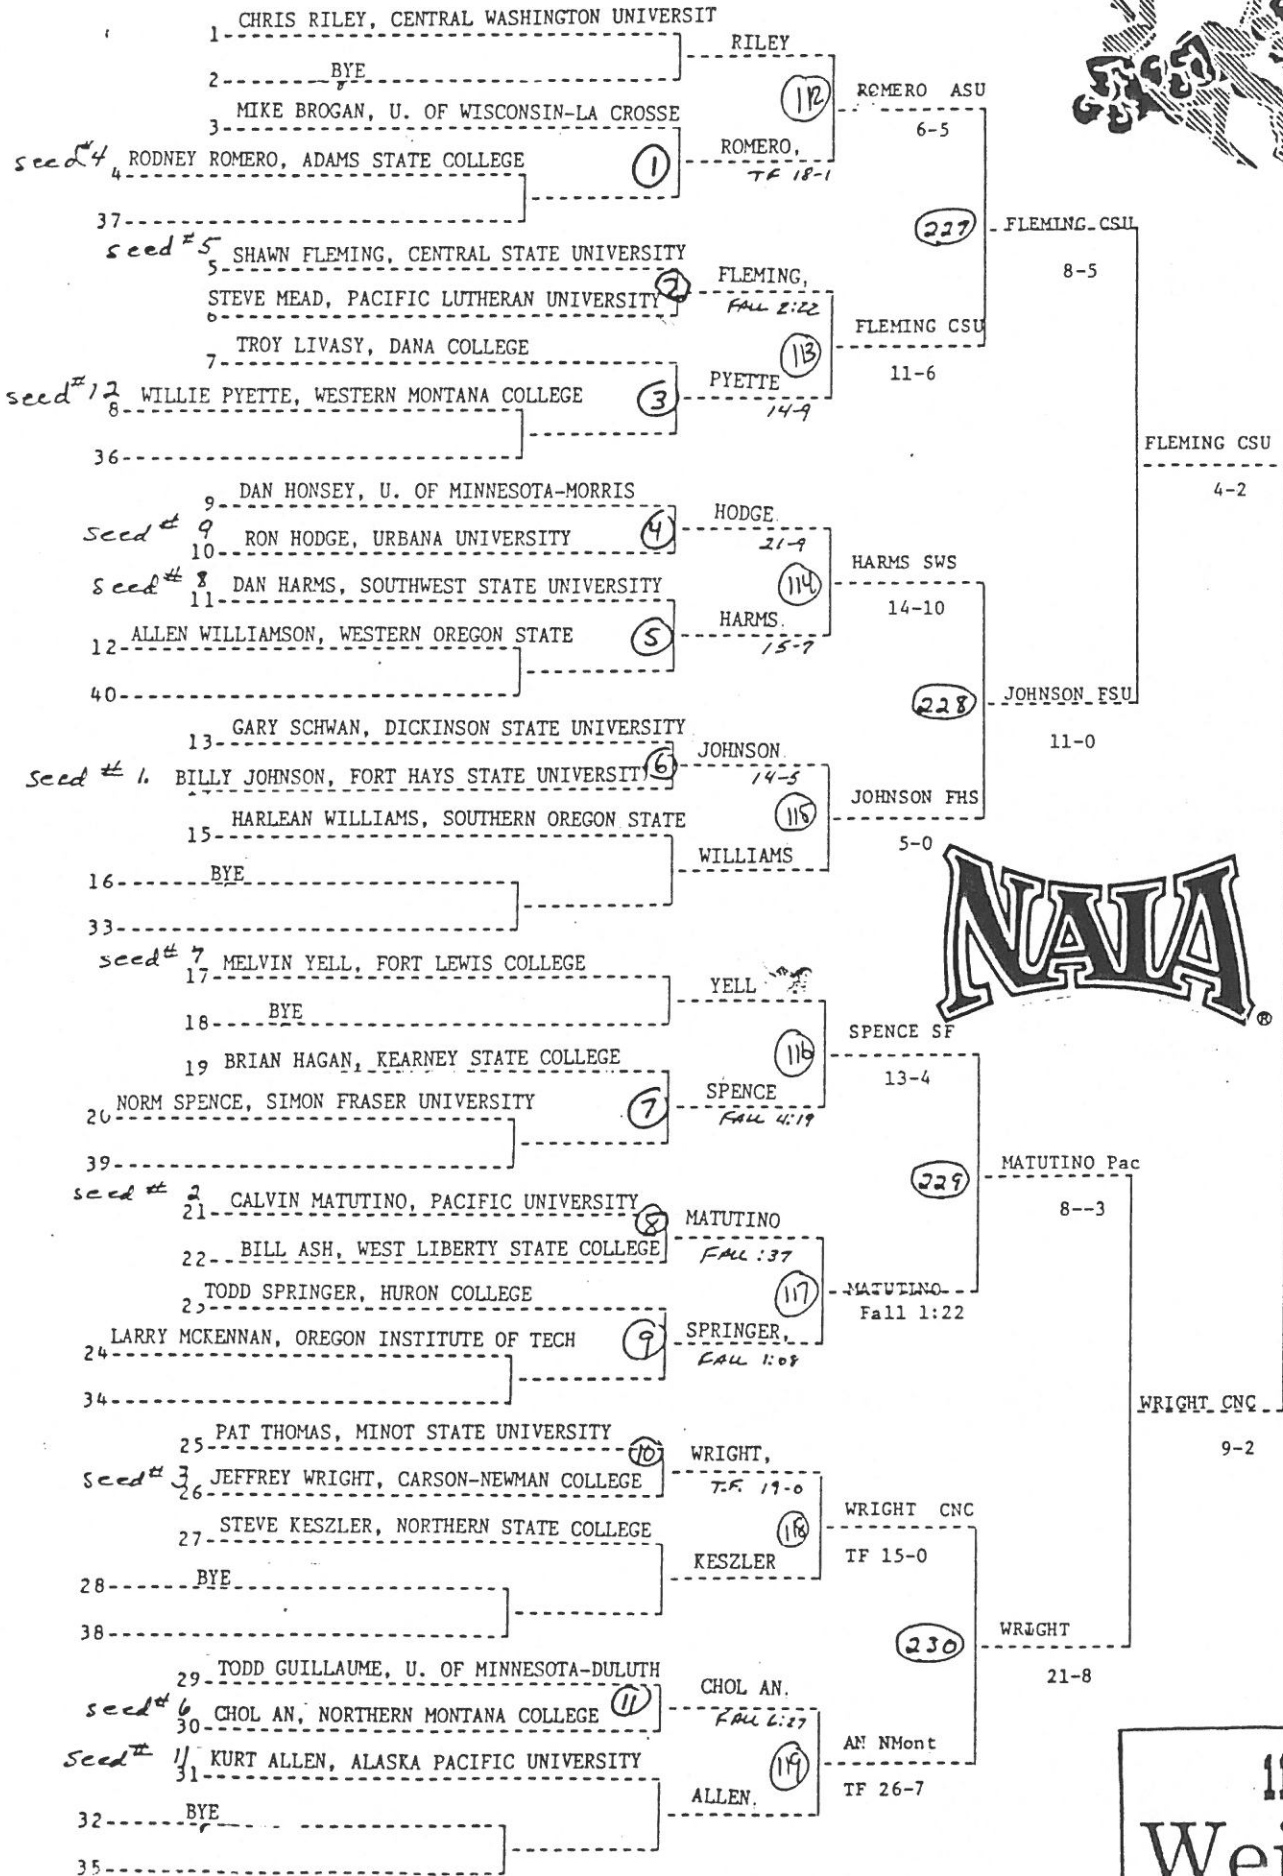 CHRIS RILEY, CENTRAL WASHINGTON UNIVERSIT
1
RILEY
BYE
2
112
ROMERO ASU
6-5
MIKE BROGAN, U. OF WISCONSIN-LA CROSSE
3
seed #4 RODNEY ROMERO, ADAMS STATE COLLEGE
4
1
ROMERO,
TF 18-1
37
227
FLEMING CSU
8-5
seed #5 SHAWN FLEMING, CENTRAL STATE UNIVERSITY
5
2
FLEMING,
FALL 2:22
STEVE MEAD, PACIFIC LUTHERAN UNIVERSITY
6
113
FLEMING CSU
11-6
TROY LIVASY, DANA COLLEGE
7
seed #12 WILLIE PYETTE, WESTERN MONTANA COLLEGE
8
3
PYETTE
14-9
36
FLEMING CSU
4-2
DAN HONSEY, U. OF MINNESOTA-MORRIS
9
seed # 9
10 RON HODGE, URBANA UNIVERSITY
4
HODGE.
21-9
114
HARMS SWS
14-10
seed # 8 DAN HARMS, SOUTHWEST STATE UNIVERSITY
11
5
HARMS.
15-7
12 ALLEN WILLIAMSON, WESTERN OREGON STATE
40
228
JOHNSON FSU
11-0
13 GARY SCHWAN, DICKINSON STATE UNIVERSITY
seed # 1. BILLY JOHNSON, FORT HAYS STATE UNIVERSIT
6
JOHNSON.
14-5
115
JOHNSON FHS
5-0
15 HARLEAN WILLIAMS, SOUTHERN OREGON STATE
WILLIAMS
16 BYE
33
NAIA
®
seed # 7 MELVIN YELL, FORT LEWIS COLLEGE
17
YELL
18 BYE
116
SPENCE SF
13-4
19 BRIAN HAGAN, KEARNEY STATE COLLEGE
20 NORM SPENCE, SIMON FRASER UNIVERSITY
7
SPENCE
FALL 4:19
39
229
MATUTINO Pac
8--3
seed # 2 CALVIN MATUTINO, PACIFIC UNIVERSITY
21
8
MATUTINO
FALL :37
22 BILL ASH, WEST LIBERTY STATE COLLEGE
117
MATUTINO
Fall 1:22
TODD SPRINGER, HURON COLLEGE
23
24 LARRY MCKENNAN, OREGON INSTITUTE OF TECH
9
SPRINGER,
FALL 1:08
34
WRIGHT CNC
9-2
25 PAT THOMAS, MINOT STATE UNIVERSITY
10
WRIGHT,
T.F. 19-0
seed # 3 JEFFREY WRIGHT, CARSON-NEWMAN COLLEGE
26
118
WRIGHT CNC
TF 15-0
27 STEVE KESZLER, NORTHERN STATE COLLEGE
KESZLER
28 BYE
38
230
WRIGHT
21-8
29 TODD GUILLAUME, U. OF MINNESOTA-DULUTH
11
CHOL AN.
seed # 6 CHOL AN, NORTHERN MONTANA COLLEGE
30
119
AN NMont
TF 26-7
seed # 11 KURT ALLEN, ALASKA PACIFIC UNIVERSITY
31
ALLEN.
32 BYE
35